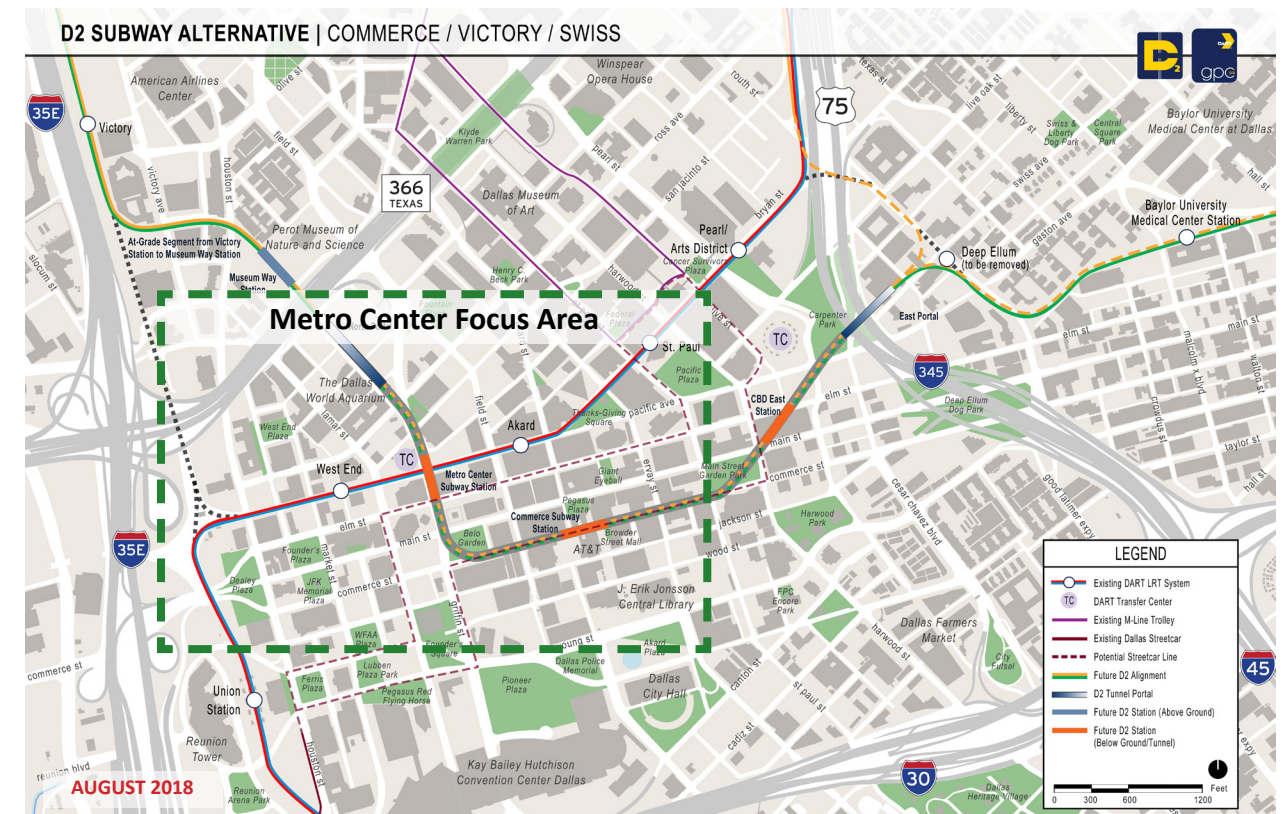 D2 SUBWAY ALTERNATIVE | COMMERCE / VICTORY / SWISS
D2
DART
gpc
American Airlines
Center
olive st
Winspear
Opera House
routh st
texas st
live oak st
liberty st
75
35E
Victory
field st
Klyde
Warren Park
ross ave
pearl st
Swiss &
Liberty
Dog Park
Central
Square
Park
Baylor University
Medical Center at Dallas
victory ave
houston st
366
TEXAS
Dallas Museum
of Art
san jacinto st
bryan st
swiss ave
hall st
gaston ave
Baylor University
Medical Center Station
slocum st
At-Grade Segment from Victory
Station to Museum Way Station
Perot Museum of
Nature and Science
Pearl/
Arts District
Cancer Survivors
Plaza
Deep Ellum
(to be removed)
Museum Way
Station
Henry C.
Beck Park
Fountain
Federal
Plaza
Metro Center Focus Area
St. Paul
TC
Carpenter
Park
East Portal
elm st
main st
malcolm x blvd
walton st
345
The Dallas
World Aquarium
Pacific
Plaza
pacific ave
Thanks-Giving
Square
CBD East
Station
elm st
Deep Ellum
Dog Park
crowdus st
West End
Plaza
lamar st
field st
Akard
TC
West End
Metro Center
Subway Station
main st
commerce st
taylor st
hall st
Giant
Eyeball
ervay st
Main Street
Garden Park
Pegasus
Plaza
Commerce Subway
Station
Browder
Street Mall
AT&T
jackson st
wood st
Harwood
Park
cesar chavez blvd
good latimer expy
elm st
main st
Belo
Garden
35E
Founder's
Plaza
market st
Dealey
Plaza
JFK
Memorial
Plaza
commerce st
griffin st
J. Erik Jonsson
Central Library
FPC
Encore
Park
Dallas Farmers
Market
harwood st
WFAA
Plaza
Founder's
Square
young st
Akard
Plaza
Dallas Police
Memorial
City
Futsal
commerce st
Lubben
Plaza Park
Ferris
Plaza
Pegasus Red
Flying Horse
Pioneer
Plaza
Dallas
City Hall
canton st
st paul st
Union
Station
cadiz st
Reunion
Tower
houston st
Kay Bailey Hutchison
Convention Center Dallas
reunion blvd
AUGUST 2018
Reunion
Arena Park
30
Dallas
Heritage Village
45
expy
LEGEND
Existing DART LRT System
TC DART Transfer Center
Existing M-Line Trolley
Existing Dallas Streetcar
Potential Streetcar Line
Future D2 Alignment
D2 Tunnel Portal
Future D2 Station (Above Ground)
Future D2 Station
(Below Ground/Tunnel)
Feet
0 300 600 1200